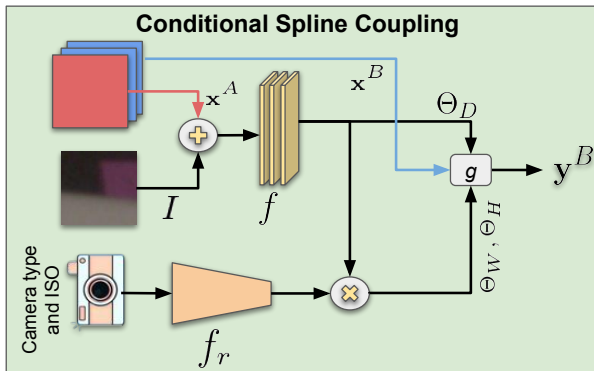 Conditional Spline Coupling
x^A
x^B
Θ_D
I
f
g
y^B
Θ_W, Θ_H
Camera type
and ISO
f_r